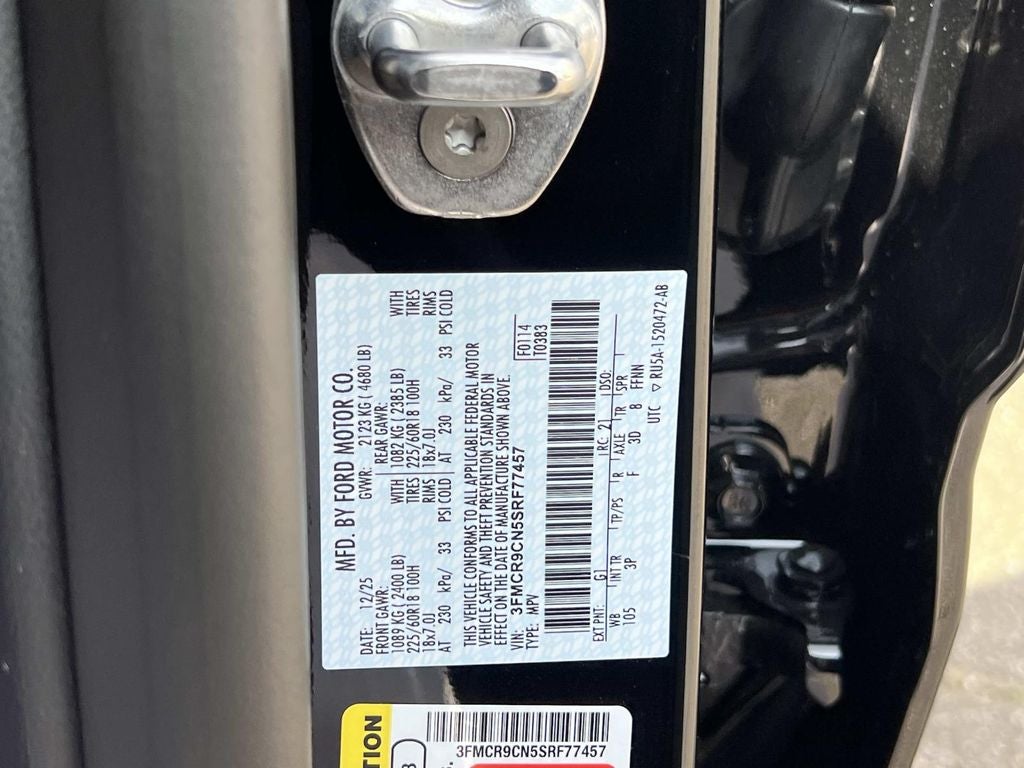 MFD. BY FORD MOTOR CO.
DATE: 12/25 GVWR: 2123 KG ( 4680 LB)
FRONT GAWR: REAR GAWR:
1089 KG ( 2400 LB) WITH 1082 KG ( 2385 LB) WITH
225/60R18 100H TIRES 225/60R18 100H TIRES
18x7.0J RIMS 18x7.0J RIMS
AT 230 kPa/ 33 PSI COLD AT 230 kPa/ 33 PSI COLD
THIS VEHICLE CONFORMS TO ALL APPLICABLE FEDERAL MOTOR
VEHICLE SAFETY AND THEFT PREVENTION STANDARDS IN
EFFECT ON THE DATE OF MANUFACTURE SHOWN ABOVE.
VIN: 3FMCR9CN5SRF77457 F0114
TYPE: MPV T0383
EXT PNT: G1 RC: 21 DSO:
WB INT TR TP/PS R AXLE TR SPR
105 3P F 3D 8 FFNN
UTC ▽ RU5A-1520472-AB
3FMCR9CN5SRF77457